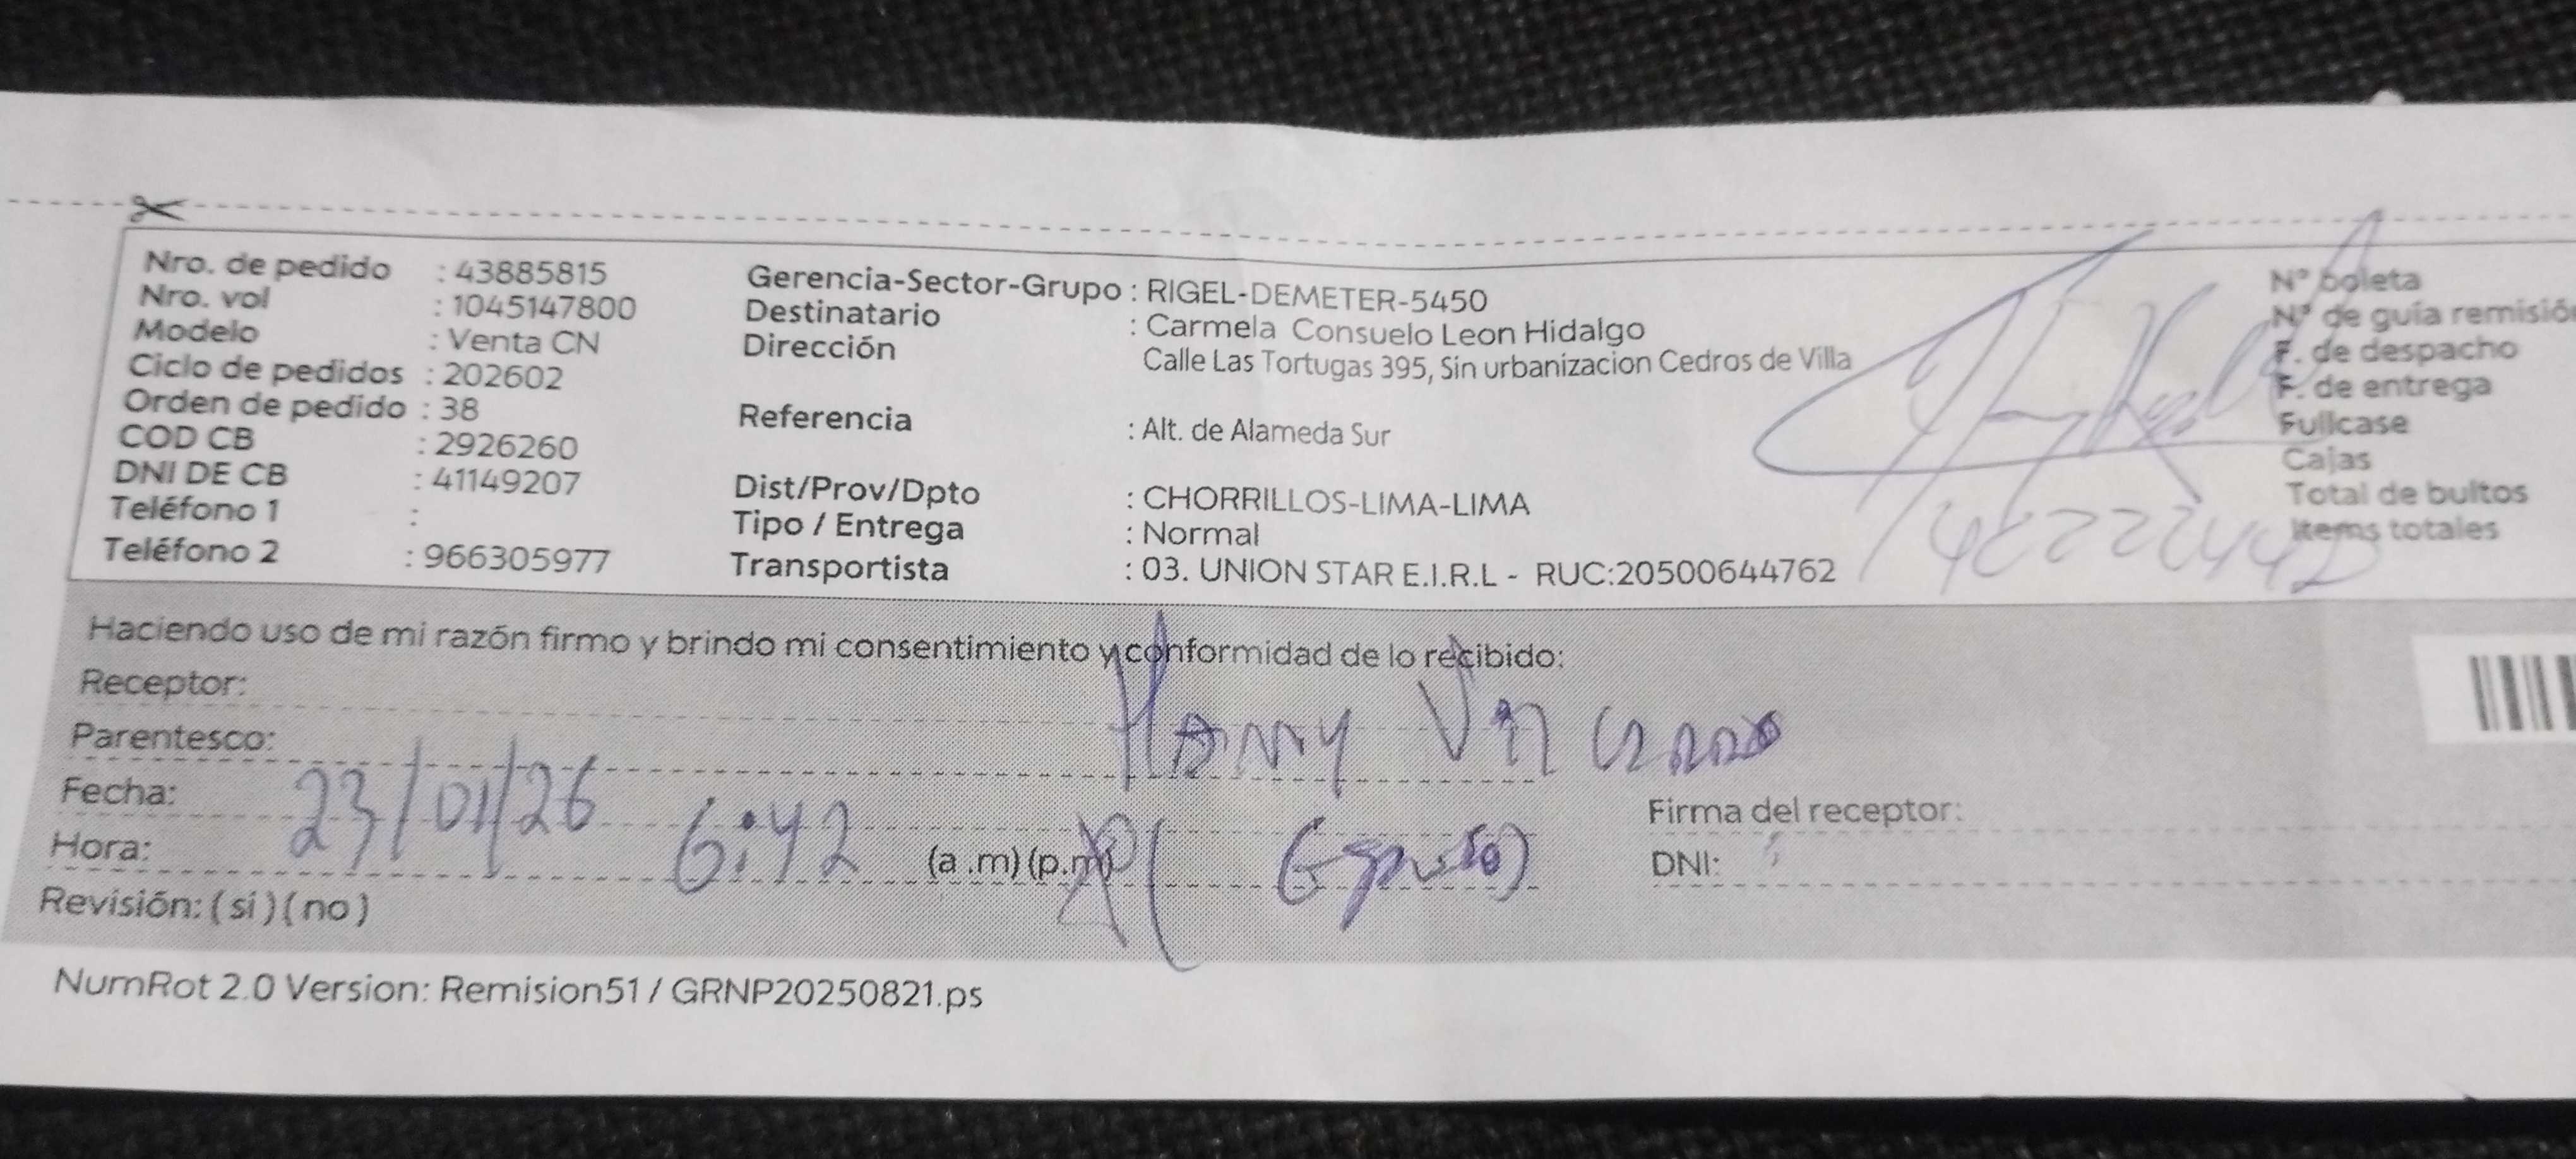 Nro. de pedido : 43885815
Nro. vol : 1045147800
Modelo : Venta CN
Ciclo de pedidos : 202602
Orden de pedido : 38
COD CB : 2926260
DNI DE CB : 41149207
Teléfono 1 :
Teléfono 2 : 966305977
Gerencia-Sector-Grupo : RIGEL-DEMETER-5450
Destinatario : Carmela Consuelo Leon Hidalgo
Dirección Calle Las Tortugas 395, Sin urbanizacion Cedros de Villa
Referencia : Alt. de Alameda Sur
Dist/Prov/Dpto : CHORRILLOS-LIMA-LIMA
Tipo / Entrega : Normal
Transportista : 03. UNION STAR E.I.R.L - RUC:20500644762
N° boleta
N° de guía remisió
F. de despacho
F. de entrega
Fullcase
Cajas
Total de bultos
Items totales
Haciendo uso de mi razón firmo y brindo mi consentimiento y conformidad de lo recibido:
Receptor:
Parentesco:
Fecha: 23/01/26
Hora: 6:42 (a .m) (p.m)
(Esposo)
Revisión: ( si ) ( no )
Firma del receptor:
DNI:
NumRot 2.0 Version: Remision51 / GRNP20250821.ps